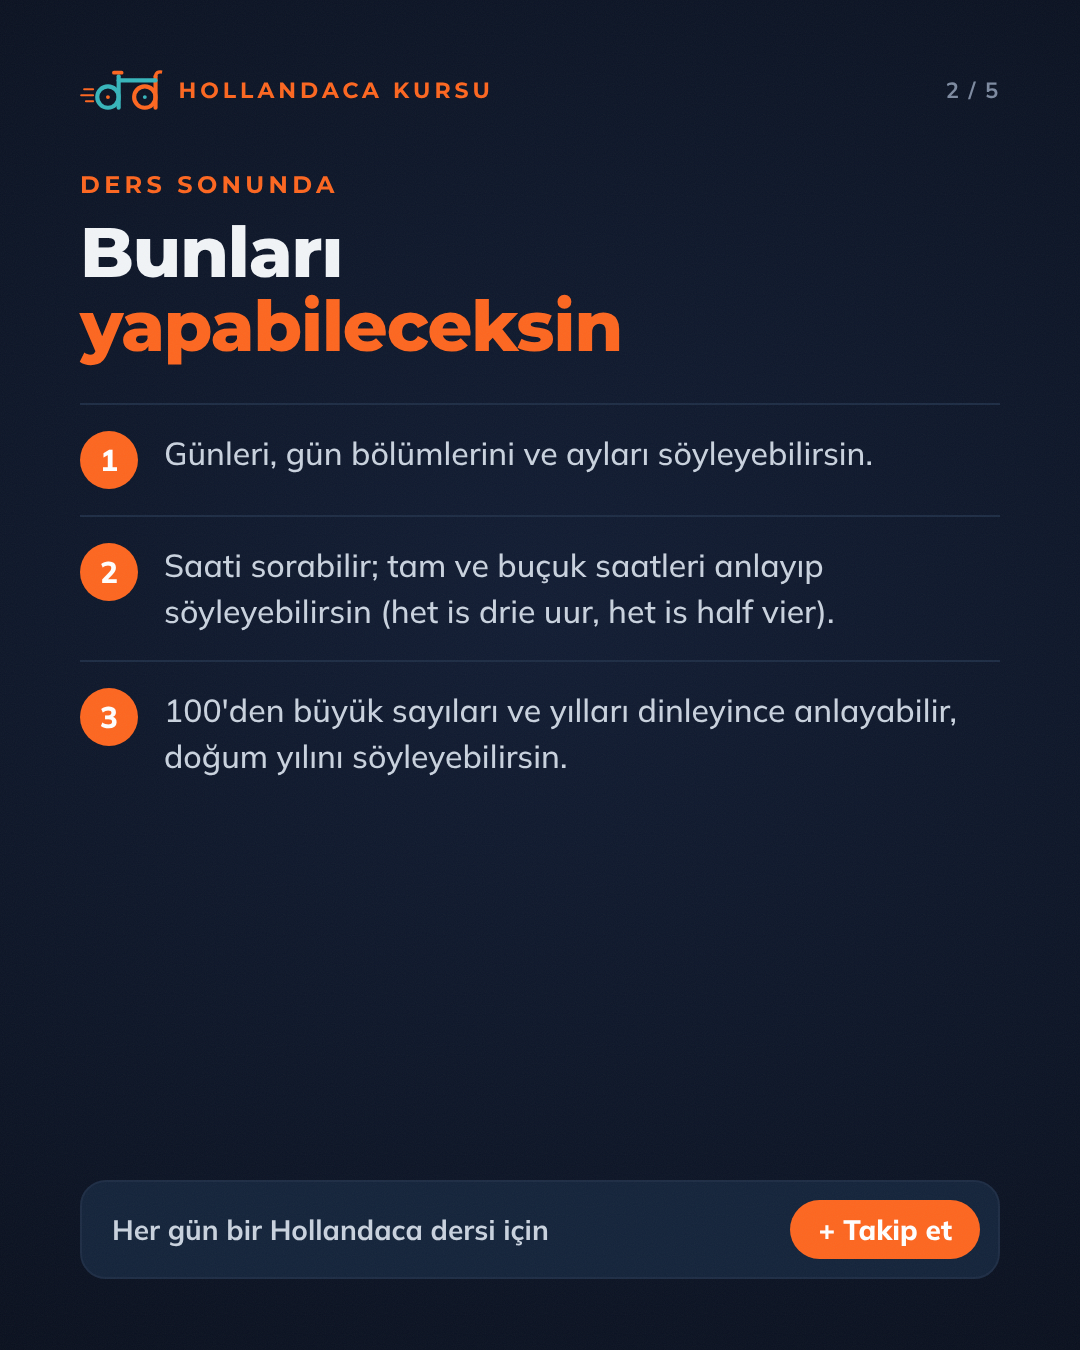 HOLLANDACA KURSU
2 / 5
DERS SONUNDA
Bunları
yapabileceksin
1
Günleri, gün bölümlerini ve ayları söyleyebilirsin.
2
Saati sorabilir; tam ve buçuk saatleri anlayıp
söyleyebilirsin (het is drie uur, het is half vier).
3
100'den büyük sayıları ve yılları dinleyince anlayabilir,
doğum yılını söyleyebilirsin.
Her gün bir Hollandaca dersi için
+ Takip et